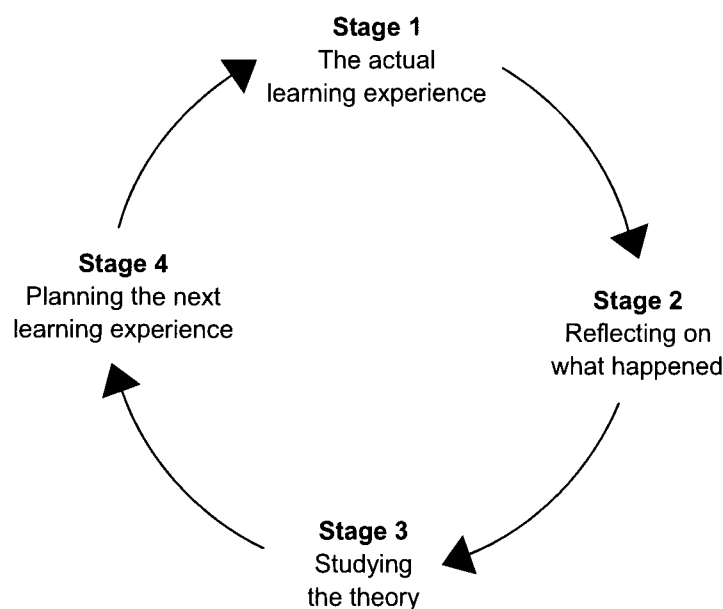 Stage 1
The actual
learning experience
Stage 2
Reflecting on
what happened
Stage 3
Studying
the theory
Stage 4
Planning the next
learning experience